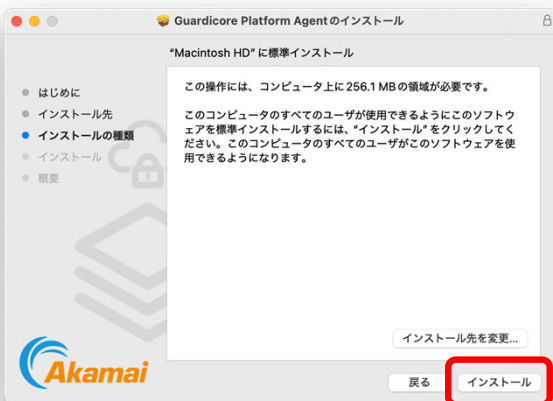 Guardicore Platform Agentのインストール
"Macintosh HD" に標準インストール
はじめに
インストール先
インストールの種類
インストール
概要
この操作には、コンピュータ上に256.1 MBの領域が必要です。
このコンピュータのすべてのユーザが使用できるようにこのソフトウ
ェアを標準インストールするには、"インストール" をクリックしてく
ださい。このコンピュータのすべてのユーザがこのソフトウェアを使
用できるようになります。
インストール先を変更...
Akamai
戻る
インストール